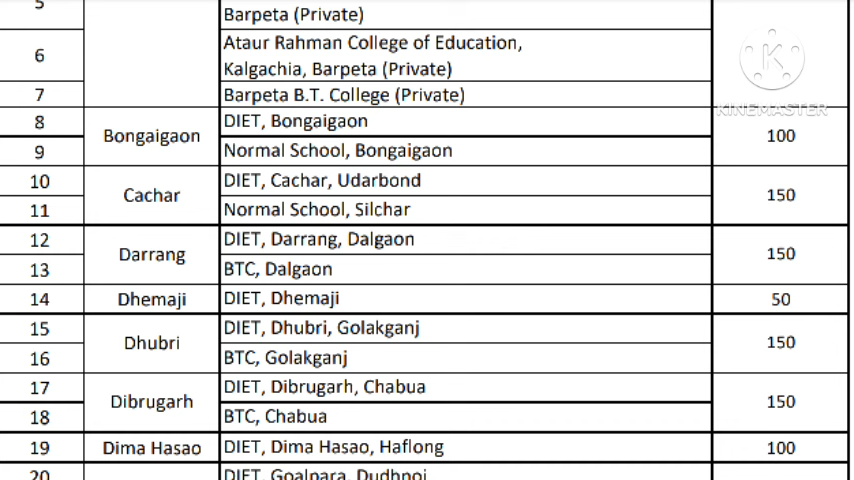 5
Barpeta (Private)
6
Ataur Rahman College of Education,
Kalgachia, Barpeta (Private)
7
Barpeta B.T. College (Private)
KINEMASTER
8
DIET, Bongaigaon
Bongaigaon
100
9
Normal School, Bongaigaon
10
DIET, Cachar, Udarbond
Cachar
150
11
Normal School, Silchar
12
DIET, Darrang, Dalgaon
Darrang
150
13
BTC, Dalgaon
14
Dhemaji
DIET, Dhemaji
50
15
DIET, Dhubri, Golakganj
Dhubri
150
16
BTC, Golakganj
17
DIET, Dibrugarh, Chabua
Dibrugarh
150
18
BTC, Chabua
19
Dima Hasao
DIET, Dima Hasao, Haflong
100
20
DIET, Goalpara, Dudhnoi